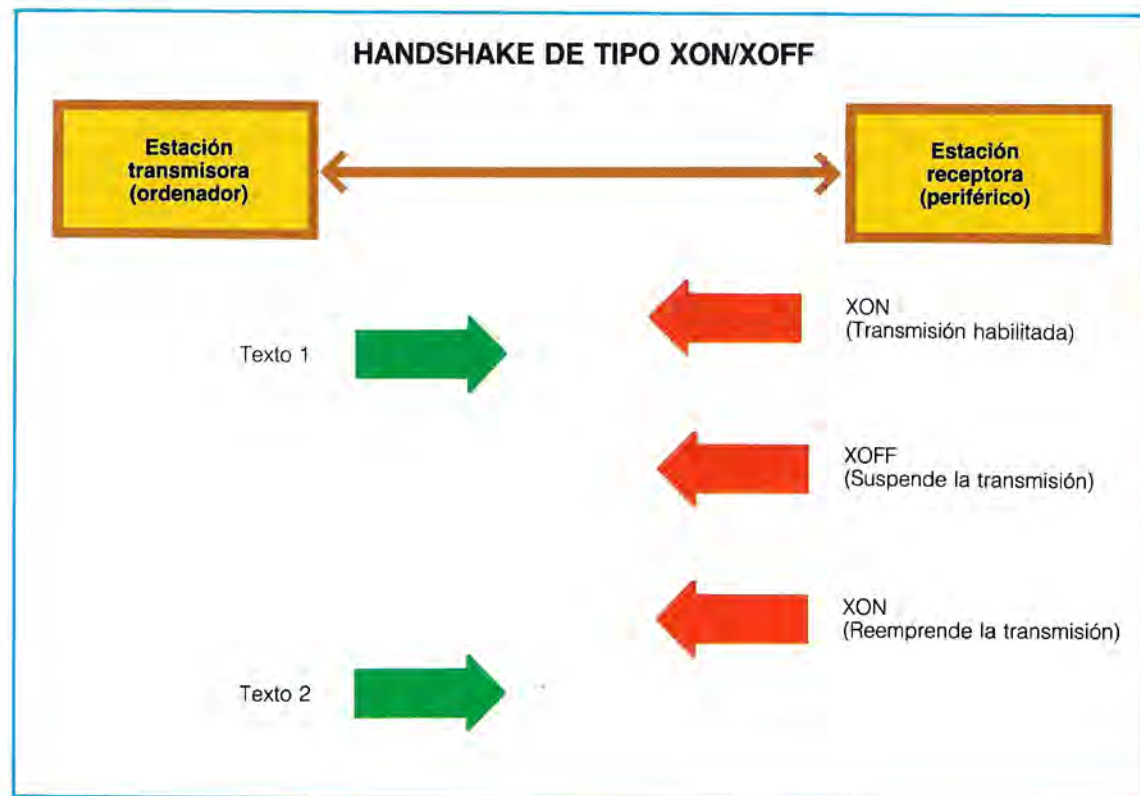 HANDSHAKE DE TIPO XON/XOFF
Estación
transmisora
(ordenador)
Estación
receptora
(periférico)
XON
(Transmisión habilitada)
Texto 1
XOFF
(Suspende la transmisión)
XON
(Reemprende la transmisión)
Texto 2